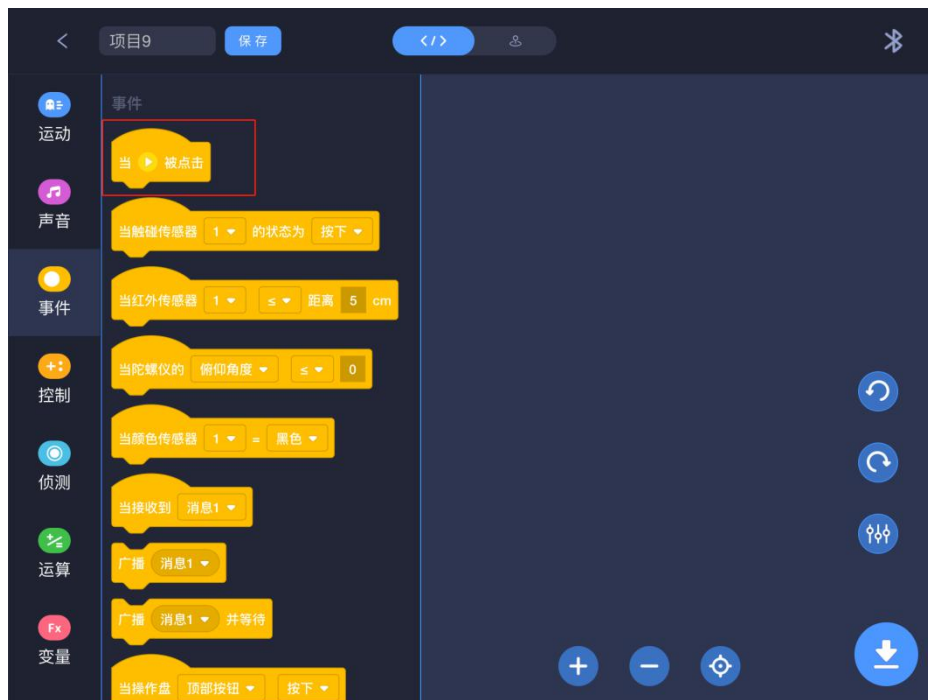 项目9
保存
</>
运动
声音
事件
控制
侦测
运算
Fx
变量
事件
当 被点击
当触碰传感器 1 的状态为 按下
当红外传感器 1 ≤ 距离 5 cm
当陀螺仪的 俯仰角度 ≤ 0
当颜色传感器 1 = 黑色
当接收到 消息1
广播 消息1
广播 消息1 并等待
当操作盘 顶部按钮 按下